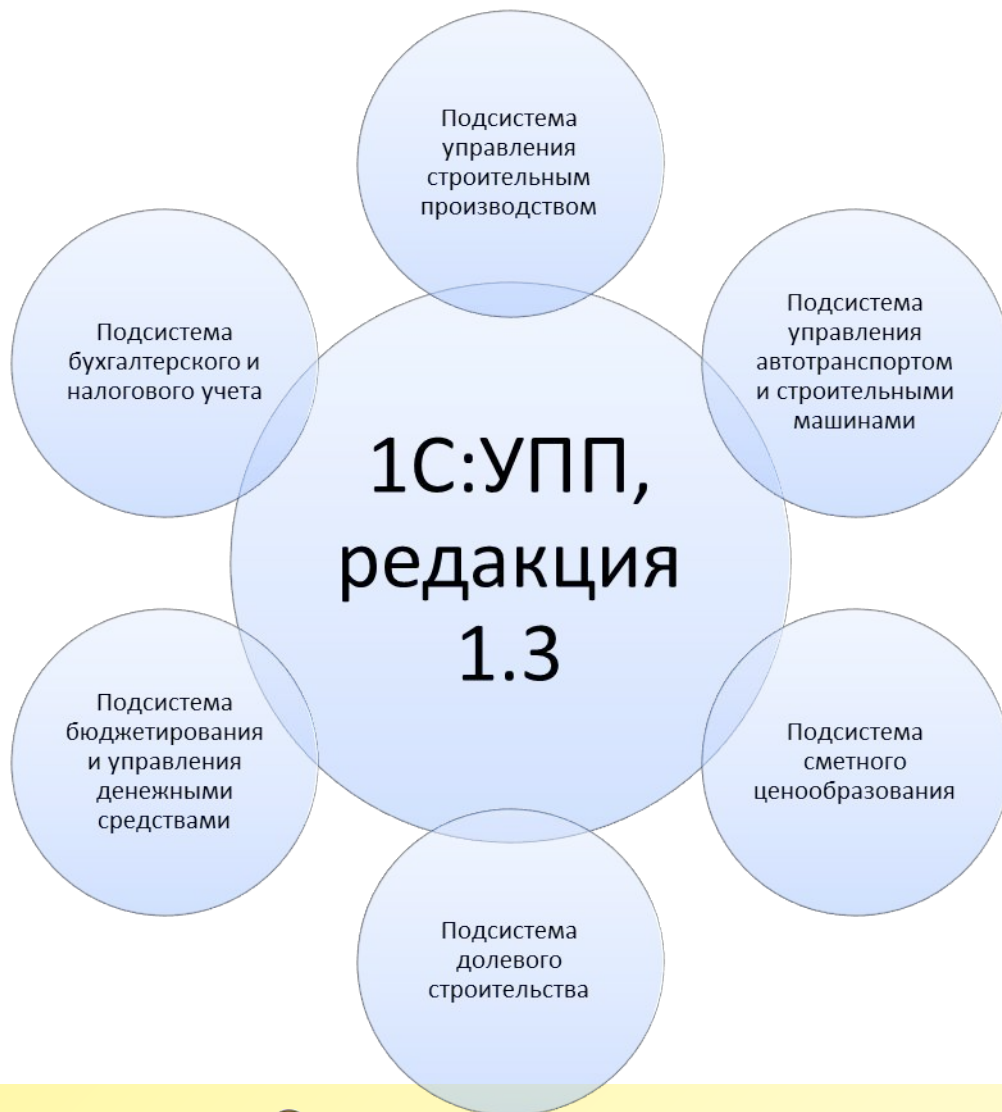 Подсистема
управления
строительным
производством
Подсистема
управления
автотранспортом
и строительными
машинами
Подсистема
сметного
ценообразования
Подсистема
долевого
строительства
Подсистема
бюджетирования
и управления
денежными
средствами
Подсистема
бухгалтерского и
налогового учета
1С:УПП,
редакция
1.3